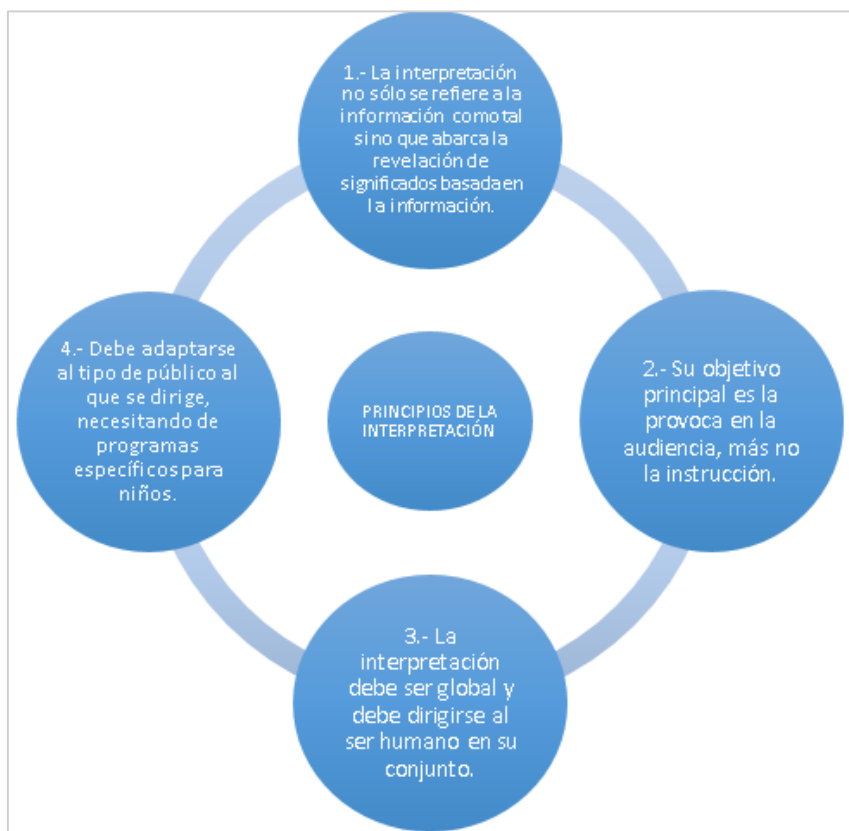 1.- La interpretación
no sólo se refiere a la
información como tal
sino que abarca la
revelación de
significados basada en
la información.
4.- Debe adaptarse
al tipo de público al
que se dirige,
necesitando de
programas
específicos para
niños.
PRINCIPIOS DE LA
INTERPRETACIÓN
2.- Su objetivo
principal es la
provoca en la
audiencia, más no
la instrucción.
3.- La
interpretación
debe ser global y
debe dirigirse al
ser humano en su
conjunto.